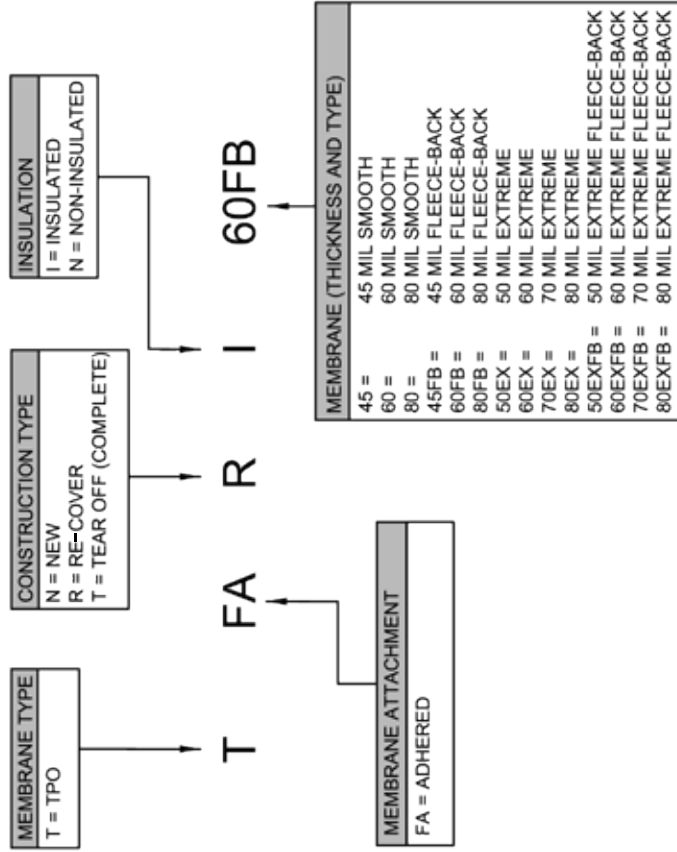 MEMBRANE TYPE
T = TPO
CONSTRUCTION TYPE
N = NEW
R = RE-COVER
T = TEAR OFF (COMPLETE)
INSULATION
I = INSULATED
N = NON-INSULATED
T FA R I 60FB
MEMBRANE ATTACHMENT
FA = ADHERED
MEMBRANE (THICKNESS AND TYPE)
45 = 45 MIL SMOOTH
60 = 60 MIL SMOOTH
80 = 80 MIL SMOOTH
45FB = 45 MIL FLEECE-BACK
60FB = 60 MIL FLEECE-BACK
80FB = 80 MIL FLEECE-BACK
50EX = 50 MIL EXTREME
60EX = 60 MIL EXTREME
70EX = 70 MIL EXTREME
80EX = 80 MIL EXTREME
50EXFB = 50 MIL EXTREME FLEECE-BACK
60EXFB = 60 MIL EXTREME FLEECE-BACK
70EXFB = 70 MIL EXTREME FLEECE-BACK
80EXFB = 80 MIL EXTREME FLEECE-BACK